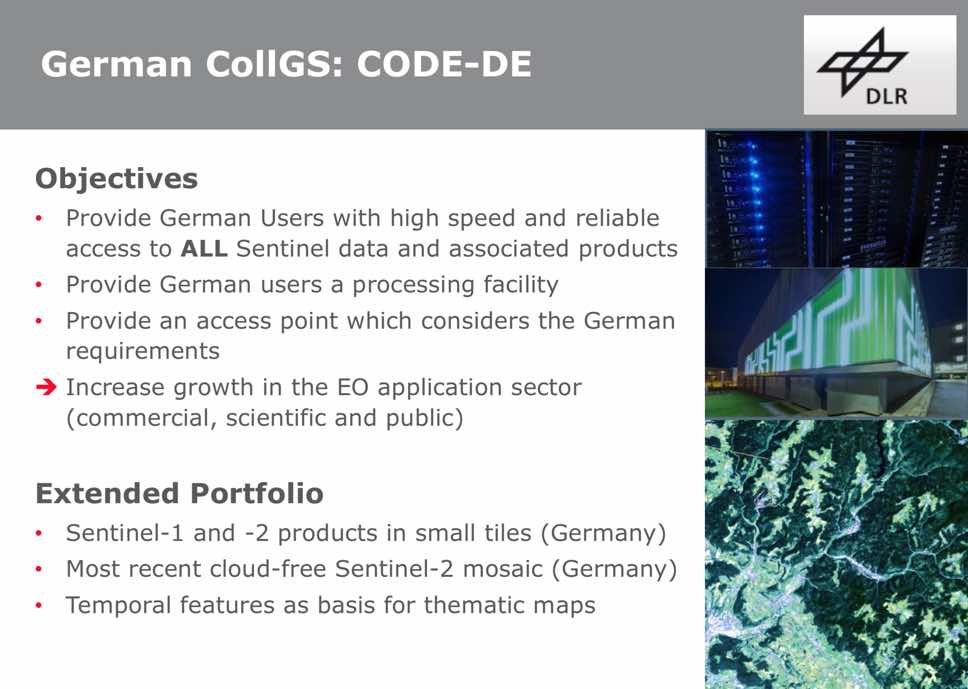 German CollGS: CODE-DE
DLR
Objectives
• Provide German Users with high speed and reliable
access to ALL Sentinel data and associated products
• Provide German users a processing facility
• Provide an access point which considers the German
requirements
➔ Increase growth in the EO application sector
(commercial, scientific and public)
Extended Portfolio
• Sentinel-1 and -2 products in small tiles (Germany)
• Most recent cloud-free Sentinel-2 mosaic (Germany)
• Temporal features as basis for thematic maps